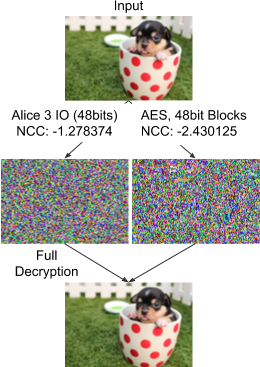 Input
Alice 3 IO (48bits)
NCC: -1.278374
AES, 48bit Blocks
NCC: -2.430125
Full
Decryption